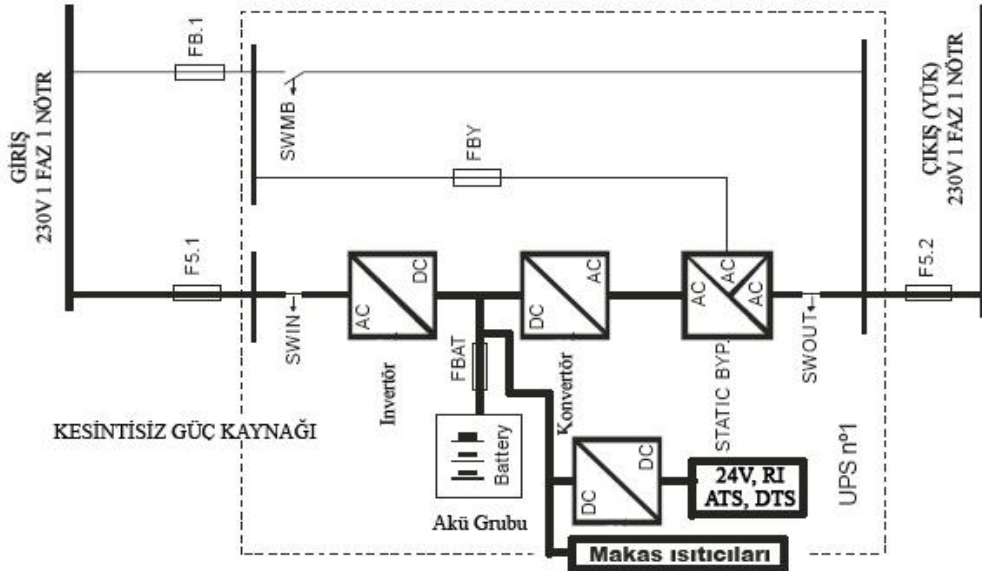 GİRİŞ
230V 1 FAZ 1 NÖTR
FB.1
SWMB
FBY
ÇIKIŞ (YÜK)
230V 1 FAZ 1 NÖTR
F5.1
SWIN
AC
DC
Invertör
FBAT
DC
AC
Konvertör
AC
AC
AC
STATIC BYP.
SWOUT
F5.2
KESİNTİSİZ GÜÇ KAYNAĞI
Battery
Akü Grubu
DC
DC
24V, RI
ATS, DTS
UPS nº1
Makas ısıtıcıları